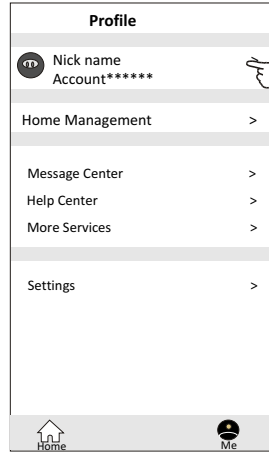 Profile
Nick name
Account******
Home Management >
Message Center >
Help Center >
More Services >
Settings >
Home Me